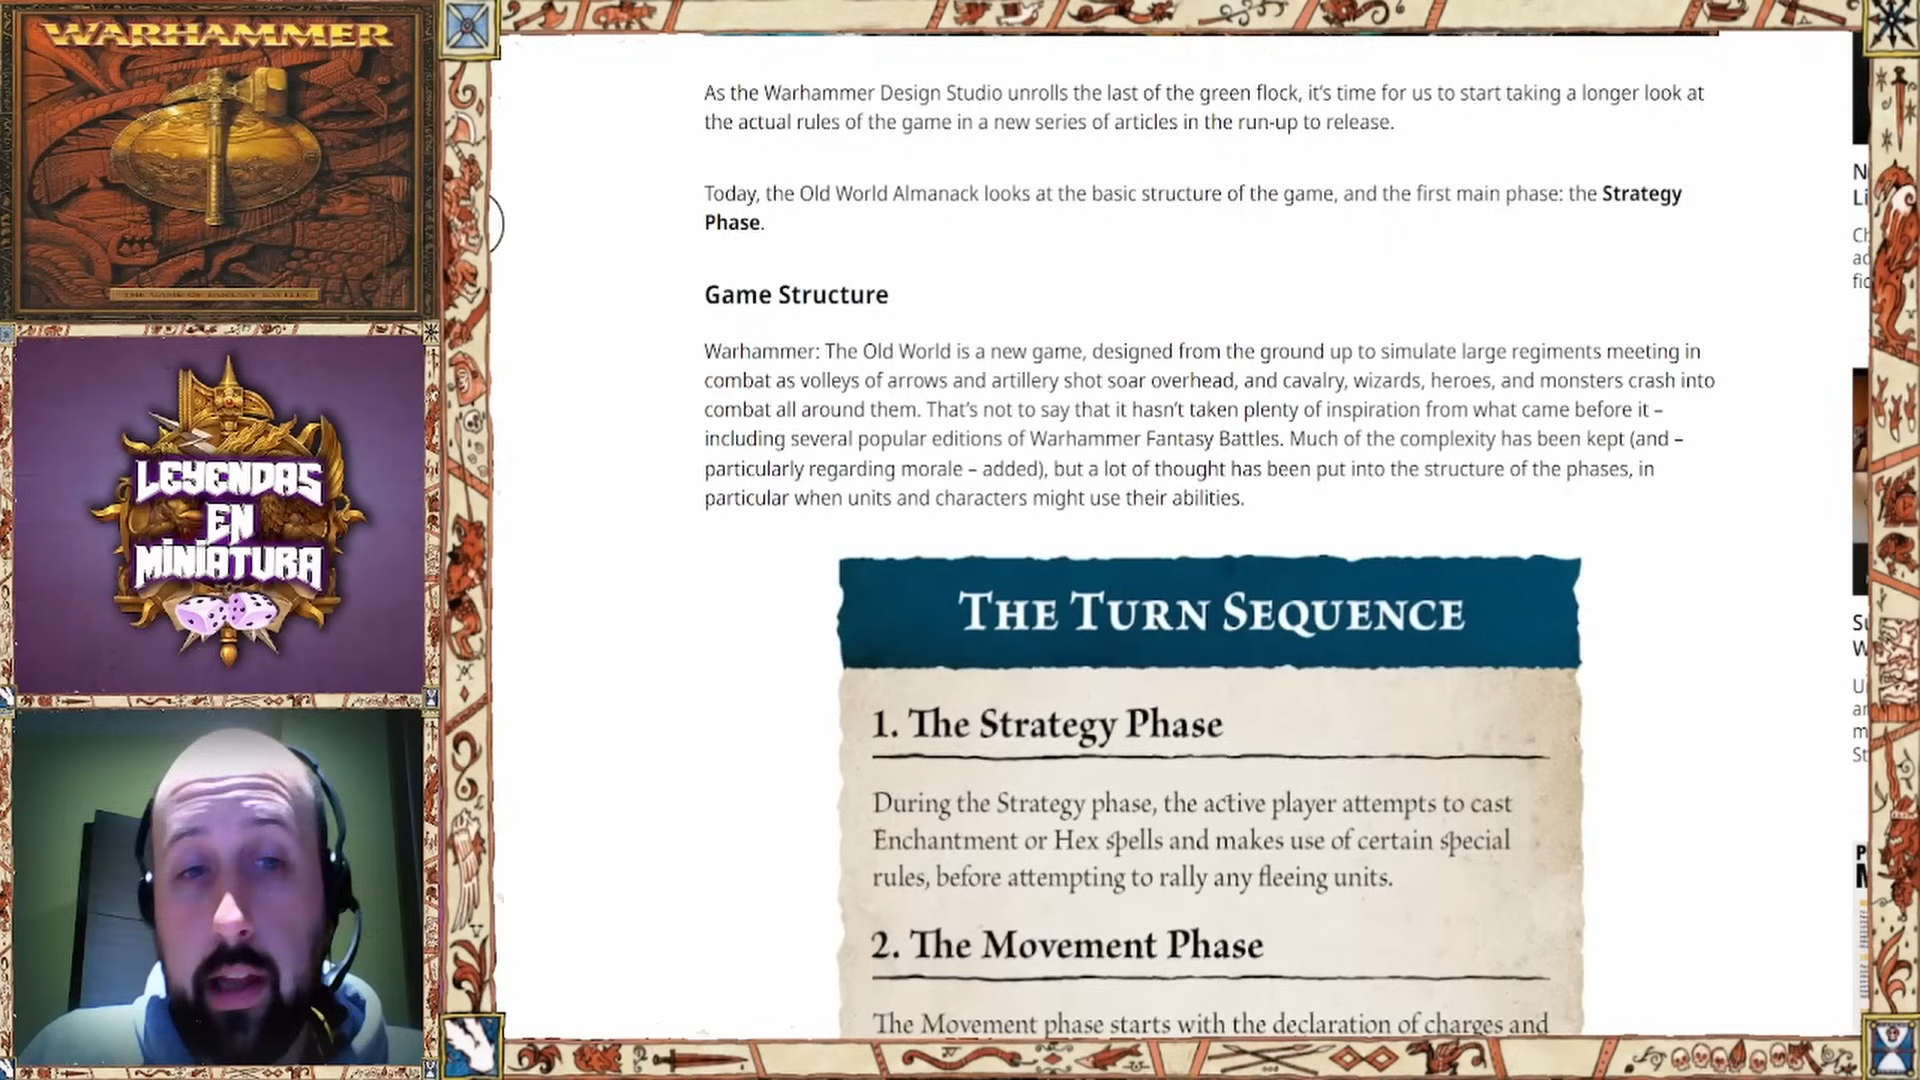 WARHAMMER
THE GAME OF FANTASY BATTLES
LEYENDAS
EN
MINIATURA
As the Warhammer Design Studio unrolls the last of the green flock, it's time for us to start taking a longer look at
the actual rules of the game in a new series of articles in the run-up to release.
Today, the Old World Almanack looks at the basic structure of the game, and the first main phase: the Strategy
Phase.
Game Structure
Warhammer: The Old World is a new game, designed from the ground up to simulate large regiments meeting in
combat as volleys of arrows and artillery shot soar overhead, and cavalry, wizards, heroes, and monsters crash into
combat all around them. That's not to say that it hasn't taken plenty of inspiration from what came before it –
including several popular editions of Warhammer Fantasy Battles. Much of the complexity has been kept (and –
particularly regarding morale – added), but a lot of thought has been put into the structure of the phases, in
particular when units and characters might use their abilities.
THE TURN SEQUENCE
1. The Strategy Phase
During the Strategy phase, the active player attempts to cast
Enchantment or Hex spells and makes use of certain special
rules, before attempting to rally any fleeing units.
2. The Movement Phase
The Movement phase starts with the declaration of charges and